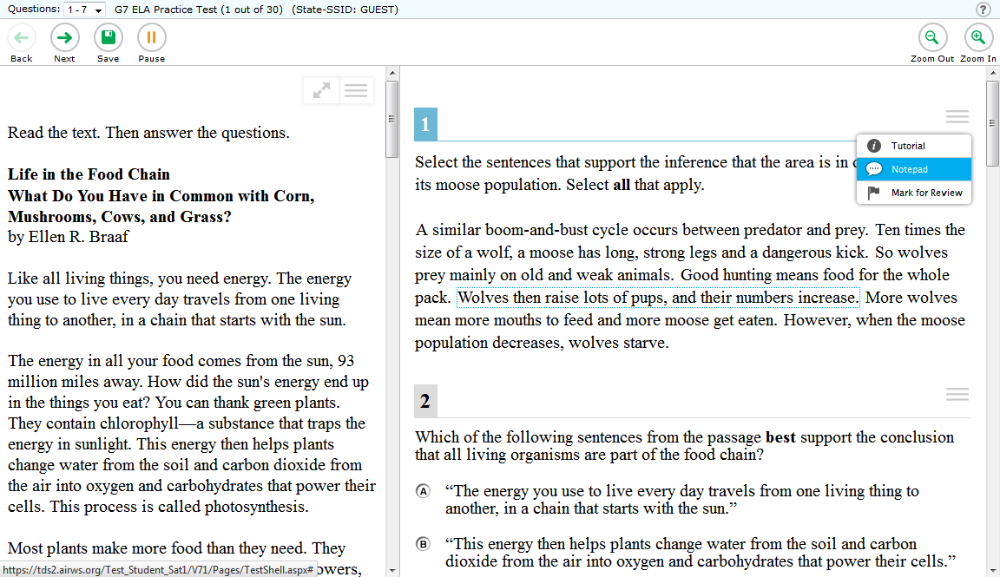 Questions: 1 - 7 G7 ELA Practice Test (1 out of 30) (State-SSID: GUEST) ?
Back Next Save Pause Zoom Out Zoom In
Read the text. Then answer the questions.
Life in the Food Chain
What Do You Have in Common with Corn,
Mushrooms, Cows, and Grass?
by Ellen R. Braaf
Like all living things, you need energy. The energy
you use to live every day travels from one living
thing to another, in a chain that starts with the sun.
The energy in all your food comes from the sun, 93
million miles away. How did the sun's energy end up
in the things you eat? You can thank green plants.
They contain chlorophyll—a substance that traps the
energy in sunlight. This energy then helps plants
change water from the soil and carbon dioxide from
the air into oxygen and carbohydrates that power their
cells. This process is called photosynthesis.
Most plants make more food than they need. They
owers,
https://tds2.airws.org/Test_Student_Sat1/V71/Pages/TestShell.aspx#
1
Tutorial
Notepad
Mark for Review
Select the sentences that support the inference that the area is in
its moose population. Select all that apply.
A similar boom-and-bust cycle occurs between predator and prey. Ten times the
size of a wolf, a moose has long, strong legs and a dangerous kick. So wolves
prey mainly on old and weak animals. Good hunting means food for the whole
pack. Wolves then raise lots of pups, and their numbers increase. More wolves
mean more mouths to feed and more moose get eaten. However, when the moose
population decreases, wolves starve.
2
Which of the following sentences from the passage best support the conclusion
that all living organisms are part of the food chain?
A “The energy you use to live every day travels from one living thing to
another, in a chain that starts with the sun.”
B “This energy then helps plants change water from the soil and carbon
dioxide from the air into oxygen and carbohydrates that power their cells.”